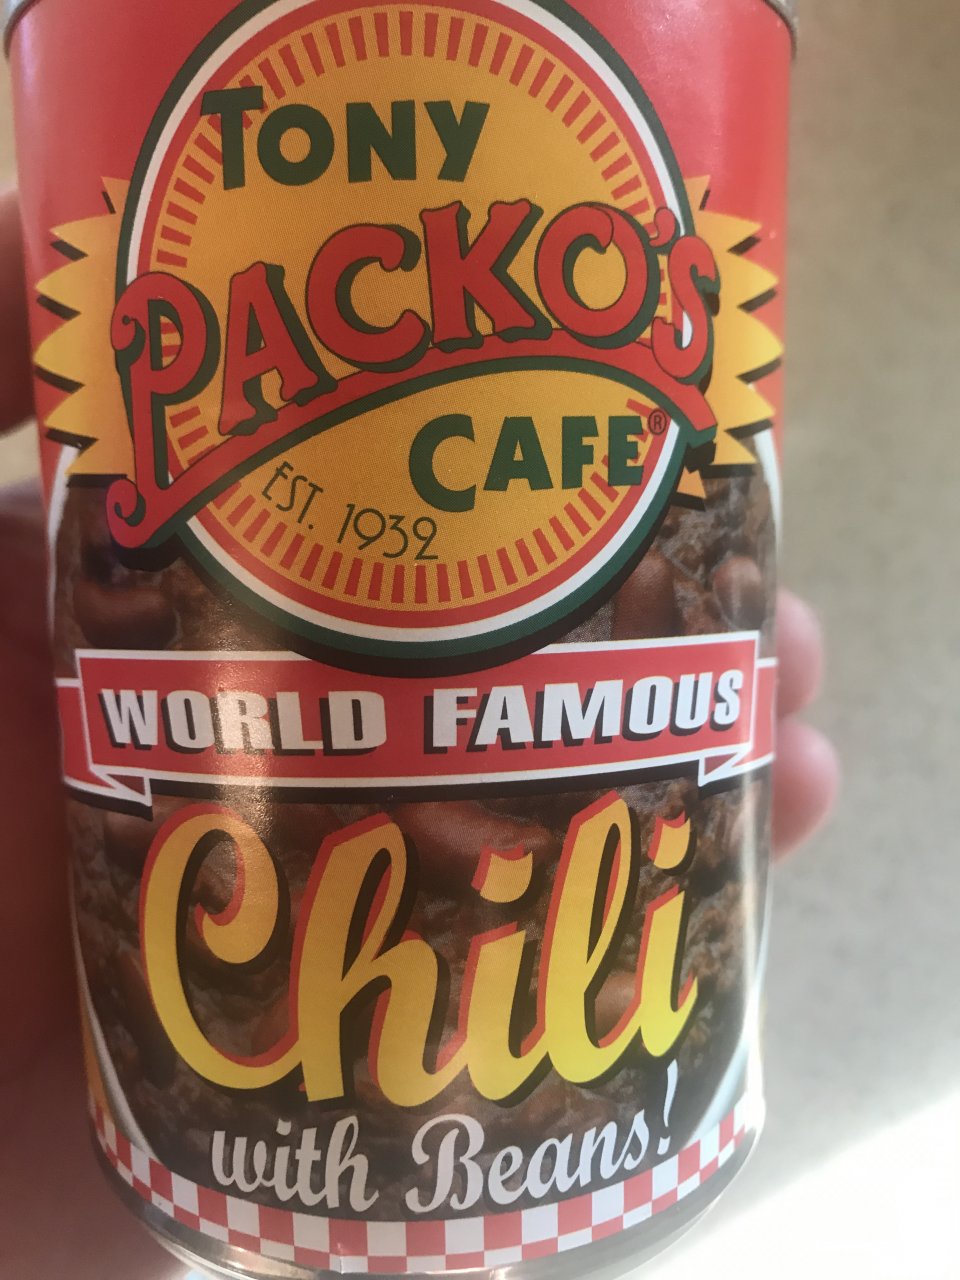 TONY
PACKO'S
CAFE®
EST. 1932
WORLD FAMOUS
Chili
with Beans!